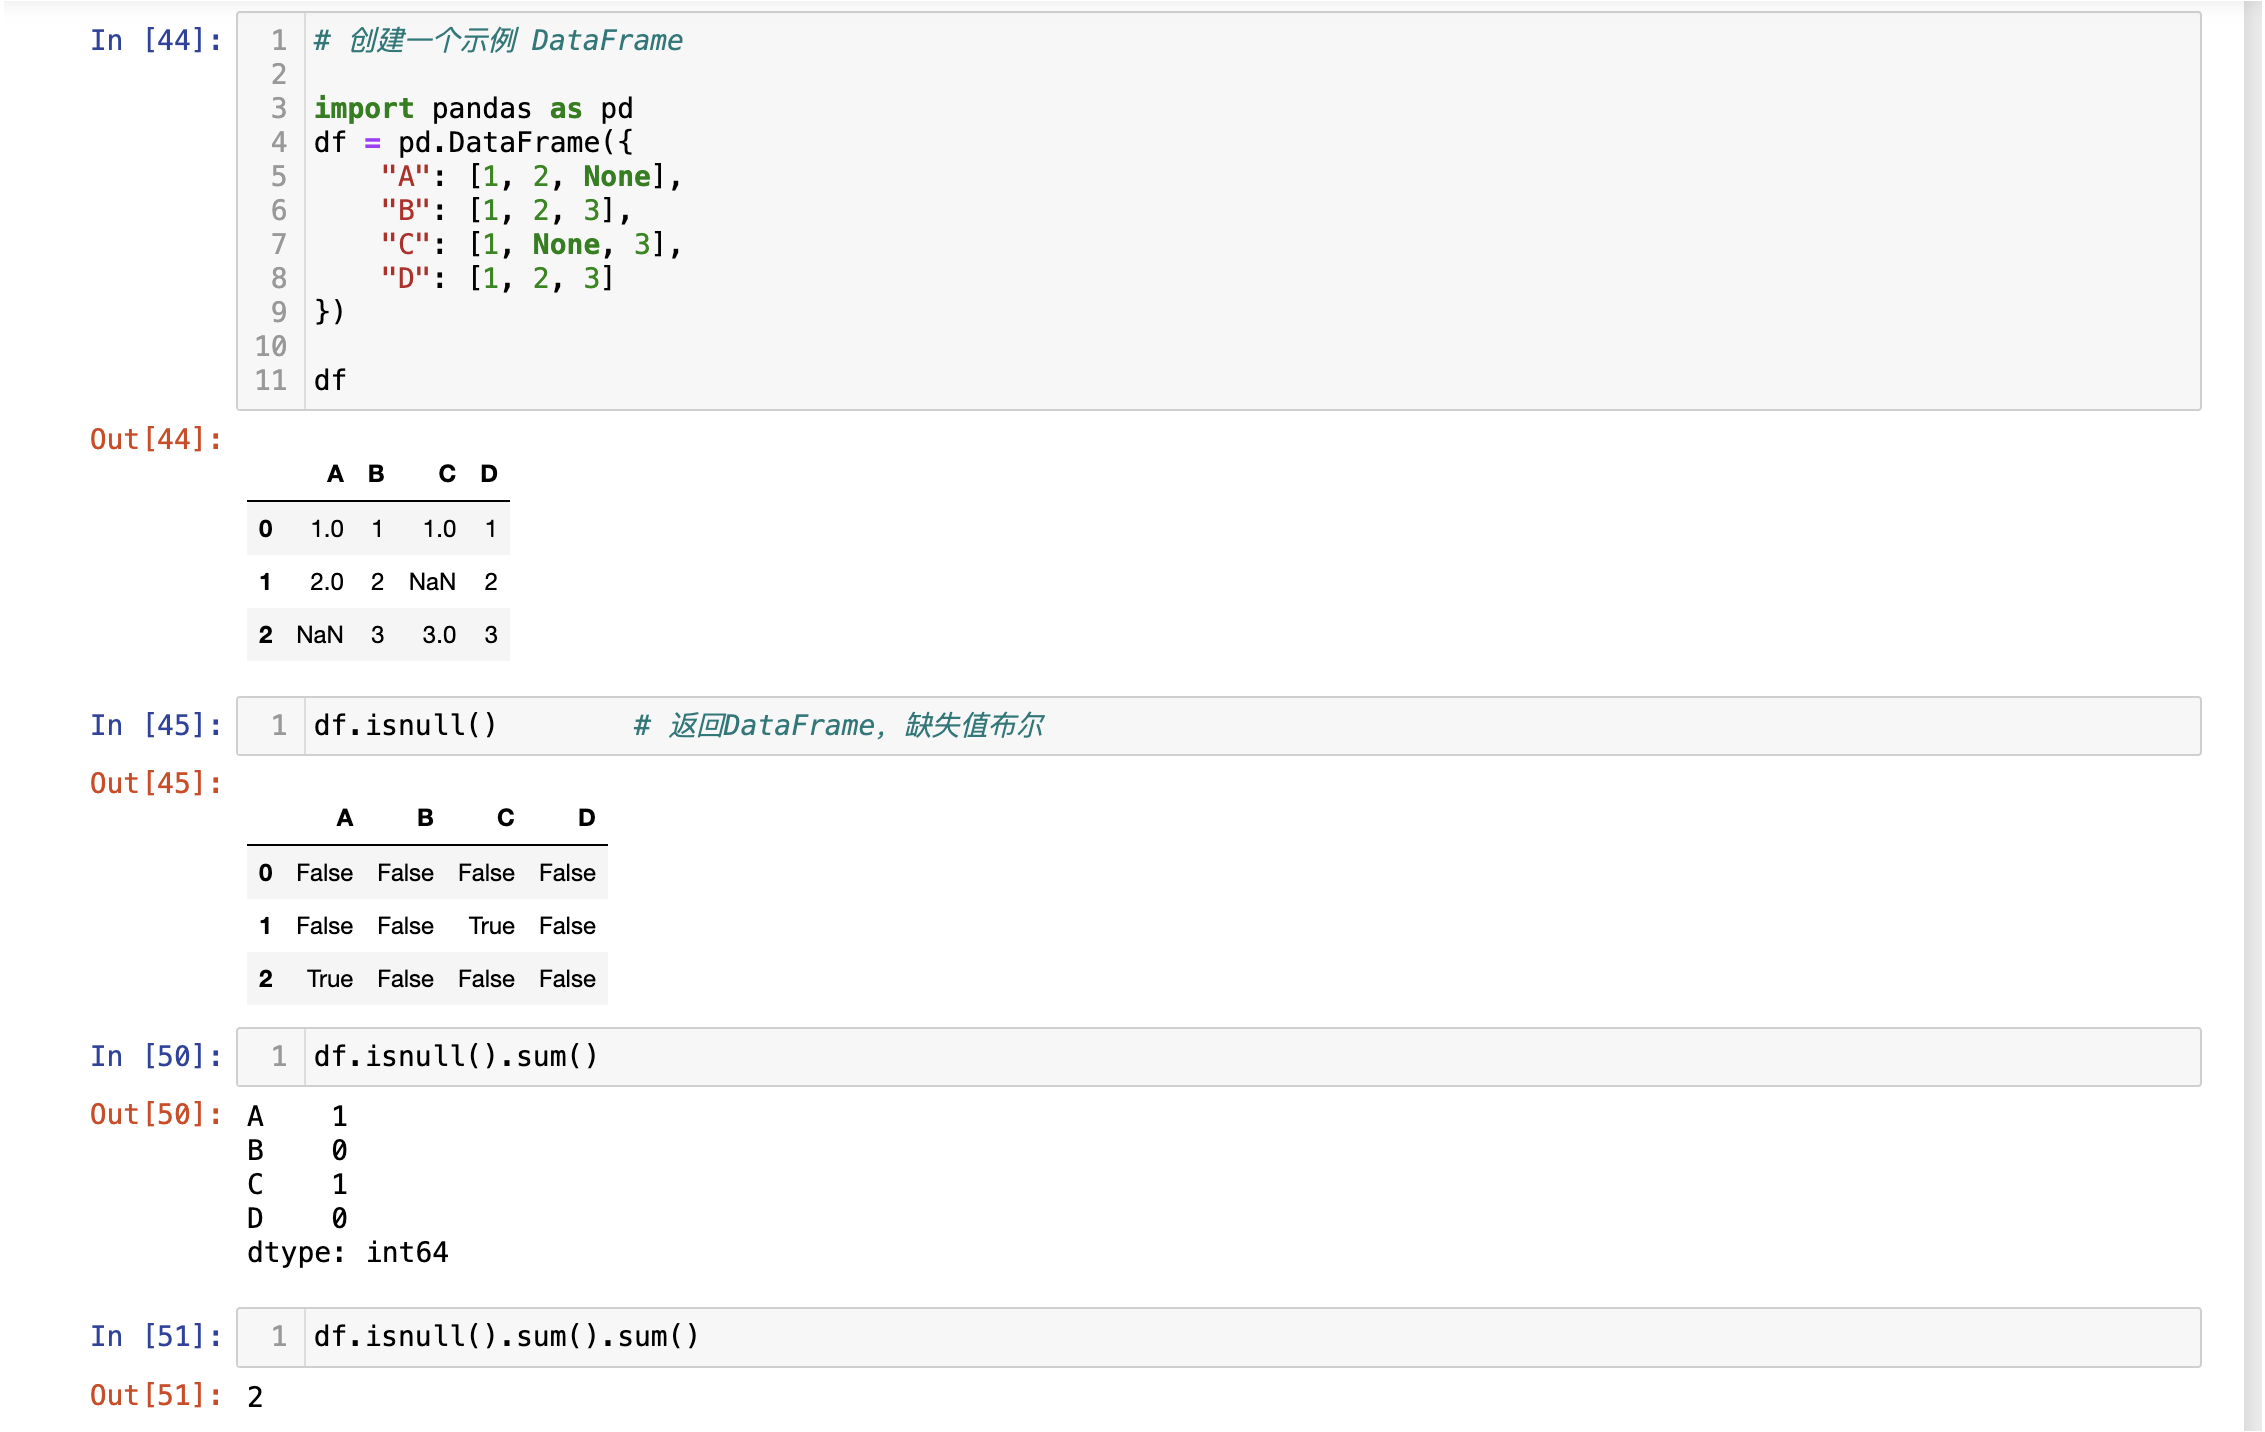 In [44]:
1 # 创建一个示例 DataFrame
2
3 import pandas as pd
4 df = pd.DataFrame({
5     "A": [1, 2, None],
6     "B": [1, 2, 3],
7     "C": [1, None, 3],
8     "D": [1, 2, 3]
9 })
10
11 df
Out[44]:
A B C D
0 1.0 1 1.0 1
1 2.0 2 NaN 2
2 NaN 3 3.0 3
In [45]: 1 df.isnull()        # 返回DataFrame, 缺失值布尔
Out[45]:
A B C D
0 False False False False
1 False False True False
2 True False False False
In [50]: 1 df.isnull().sum()
Out[50]: A    1
B    0
C    1
D    0
dtype: int64
In [51]: 1 df.isnull().sum().sum()
Out[51]: 2